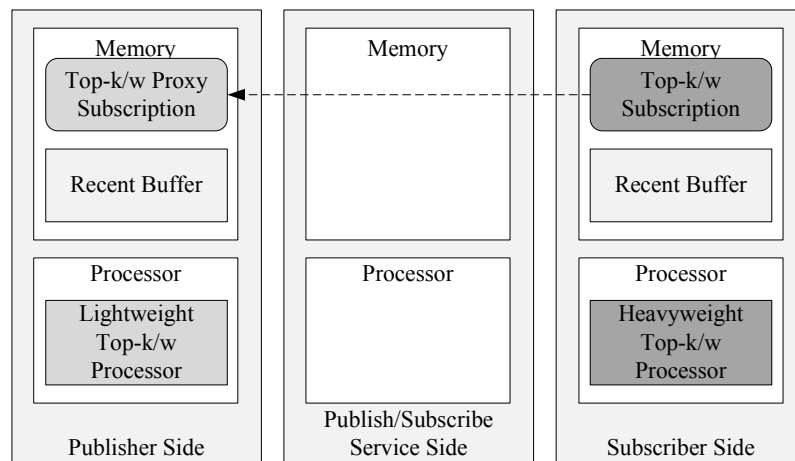 Memory
Top-k/w Proxy
Subscription
Recent Buffer
Processor
Lightweight
Top-k/w
Processor
Publisher Side
Memory
Processor
Publish/Subscribe
Service Side
Memory
Top-k/w
Subscription
Recent Buffer
Processor
Heavyweight
Top-k/w
Processor
Subscriber Side